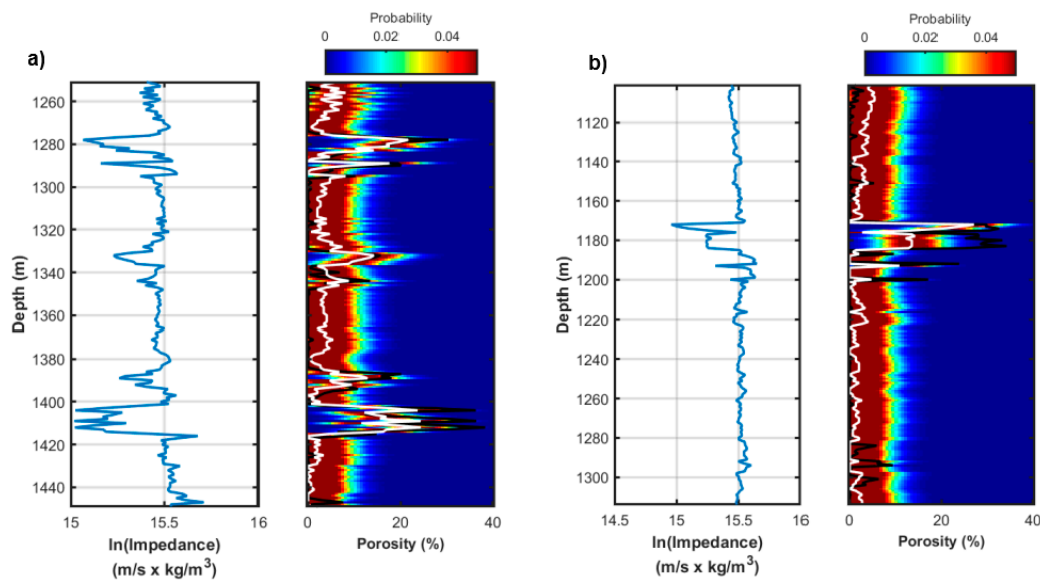 Probability
0 0.02 0.04
a)
1260
1280
1300
1320
1340
1360
1380
1400
1420
1440
Depth (m)
15 15.5 16
ln(Impedance)
(m/s x kg/m³)
0 20 40
Porosity (%)
Probability
0 0.02 0.04
b)
1120
1140
1160
1180
1200
1220
1240
1260
1280
1300
Depth (m)
14.5 15 15.5 16
ln(Impedance)
(m/s x kg/m³)
0 20 40
Porosity (%)